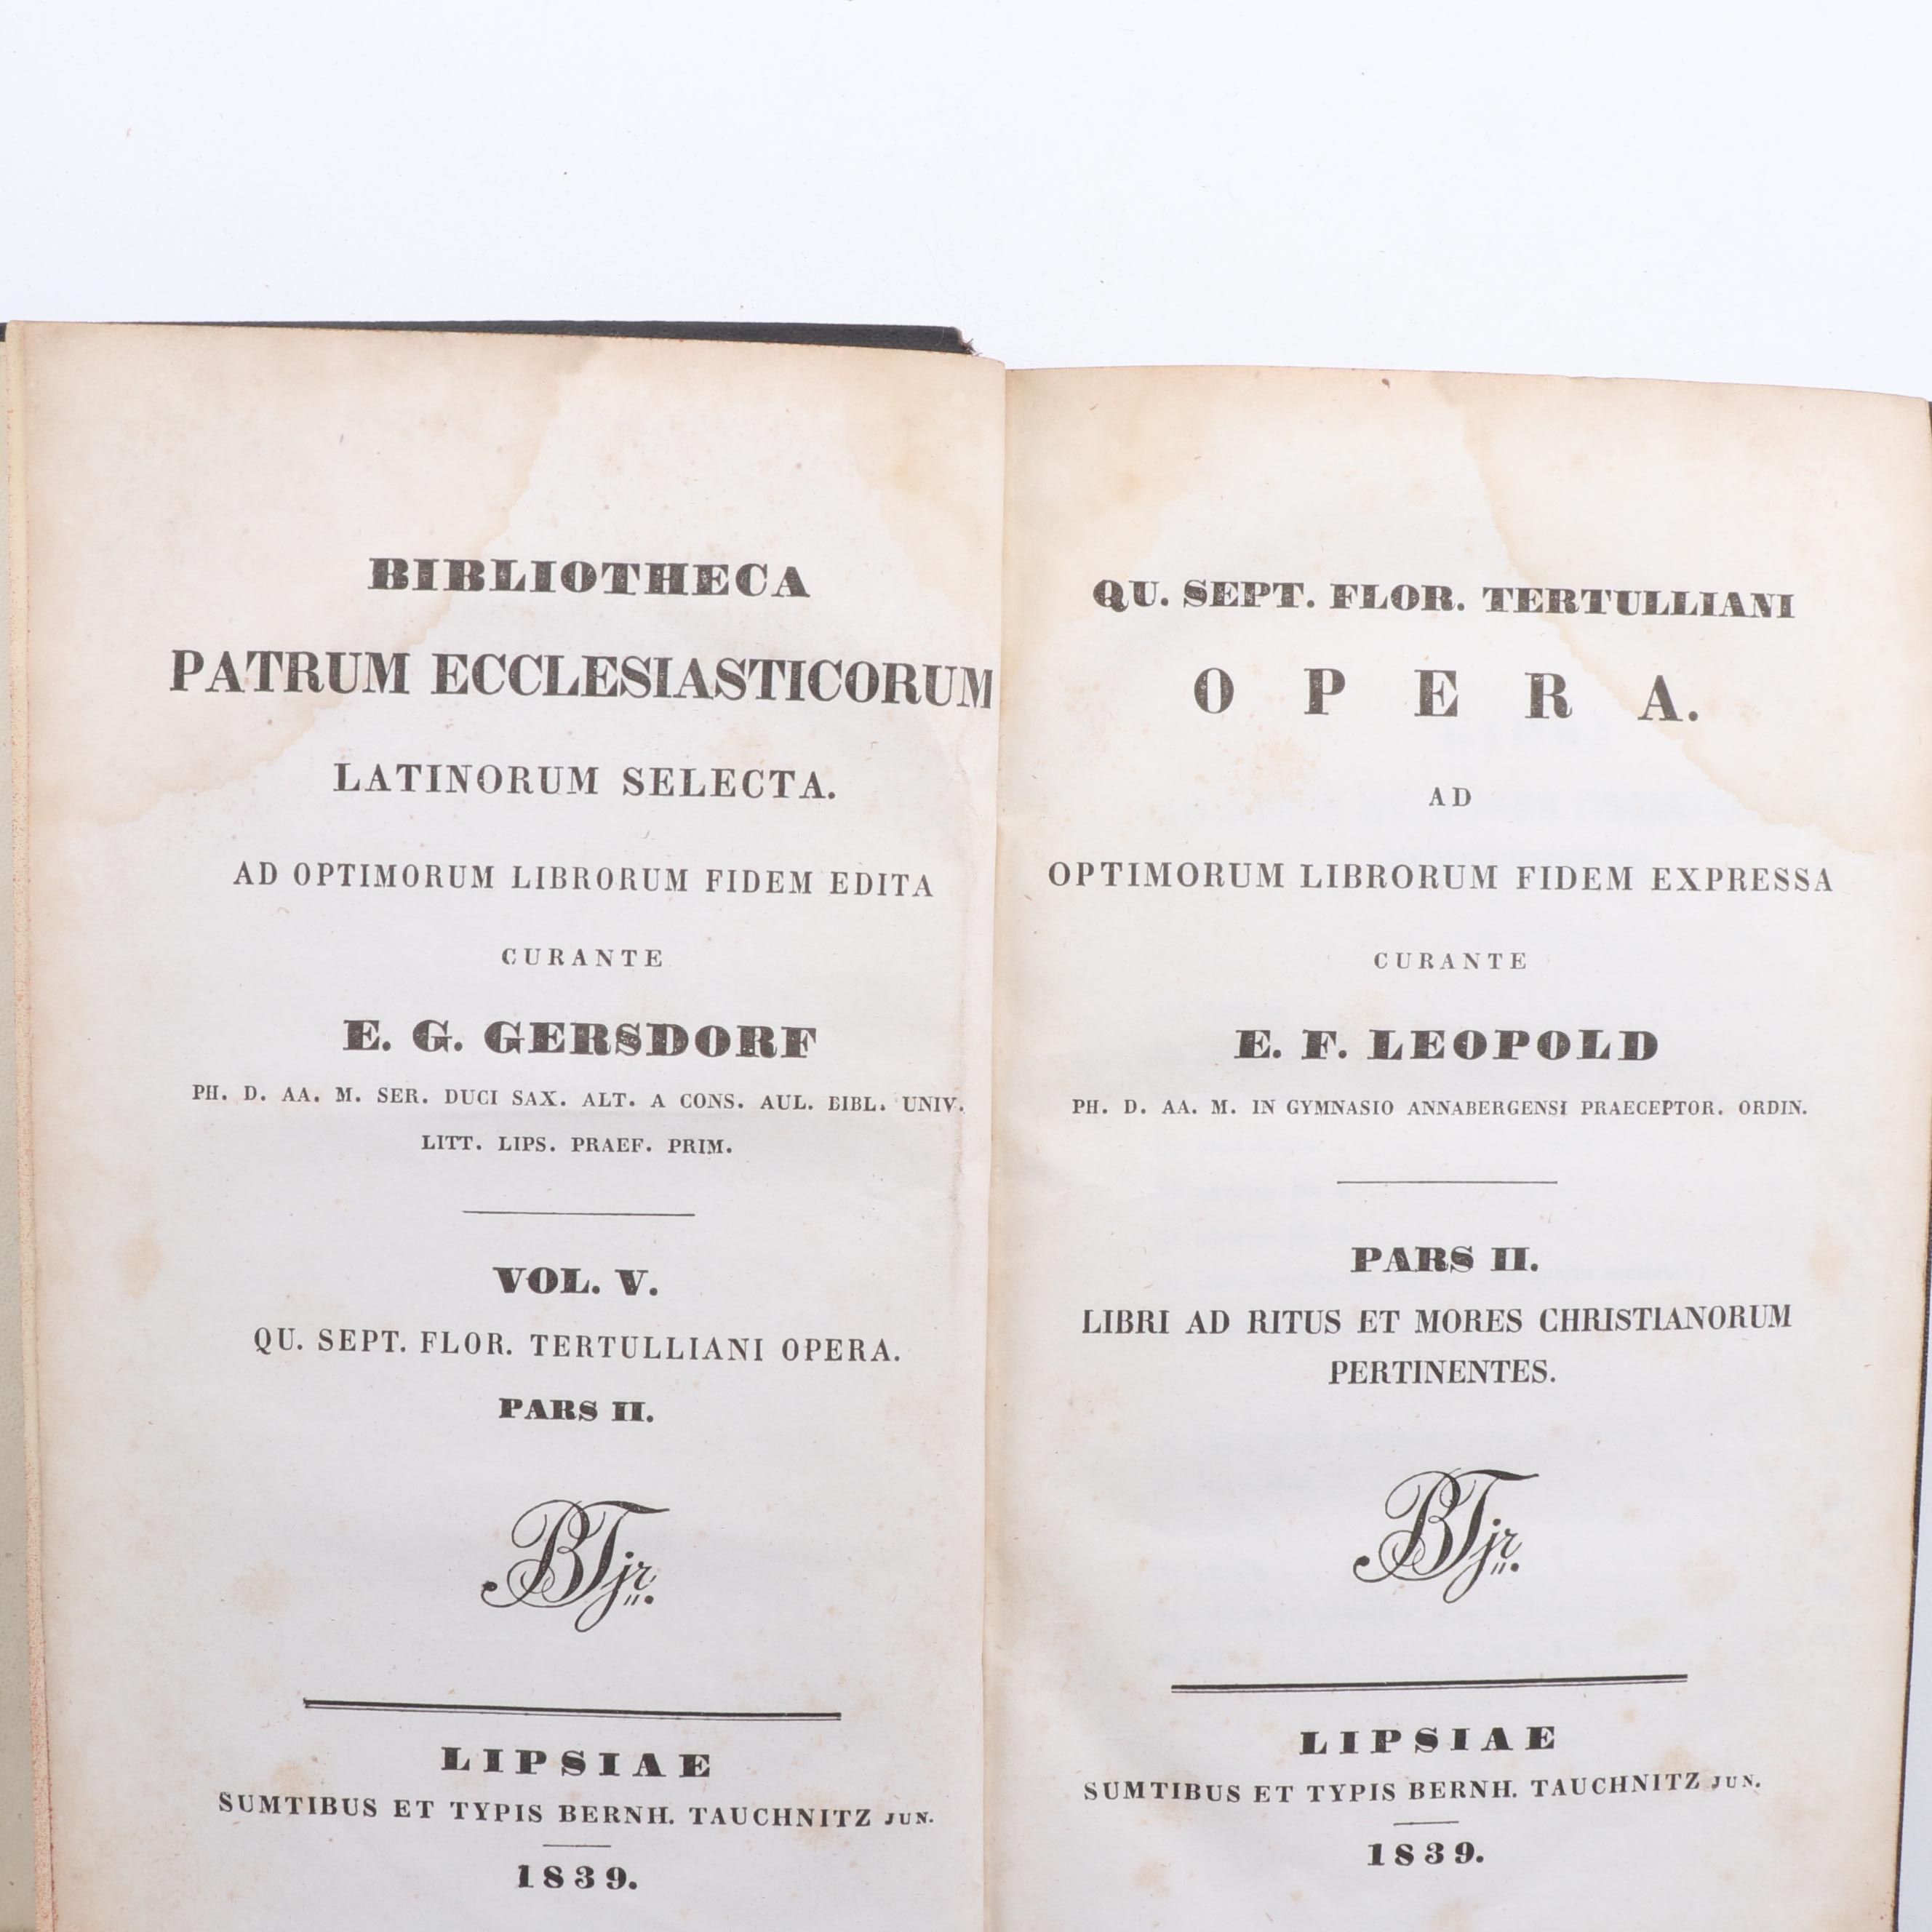 BIBLIOTHECA
PATRUM ECCLESIASTICORUM
LATINORUM SELECTA.
AD OPTIMORUM LIBRORUM FIDEM EDITA
CURANTE
E. G. GERSDORF
PH. D. AA. M. SER. DUCI SAX. ALT. A CONS. AUL. BIBL. UNIV.
LITT. LIPS. PRAEF. PRIM.
VOL. V.
QU. SEPT. FLOR. TERTULLIANI OPERA.
PARS II.
BTjr.
LIPSIAE
SUMTIBUS ET TYPIS BERNH. TAUCHNITZ JUN.
1839.
QU. SEPT. FLOR. TERTULLIANI
OPERA.
AD
OPTIMORUM LIBRORUM FIDEM EXPRESSA
CURANTE
E. F. LEOPOLD
PH. D. AA. M. IN GYMNASIO ANNABERGENSI PRAECEPTOR. ORDIN.
PARS II.
LIBRI AD RITUS ET MORES CHRISTIANORUM
PERTINENTES.
BTjr.
LIPSIAE
SUMTIBUS ET TYPIS BERNH. TAUCHNITZ JUN.
1839.